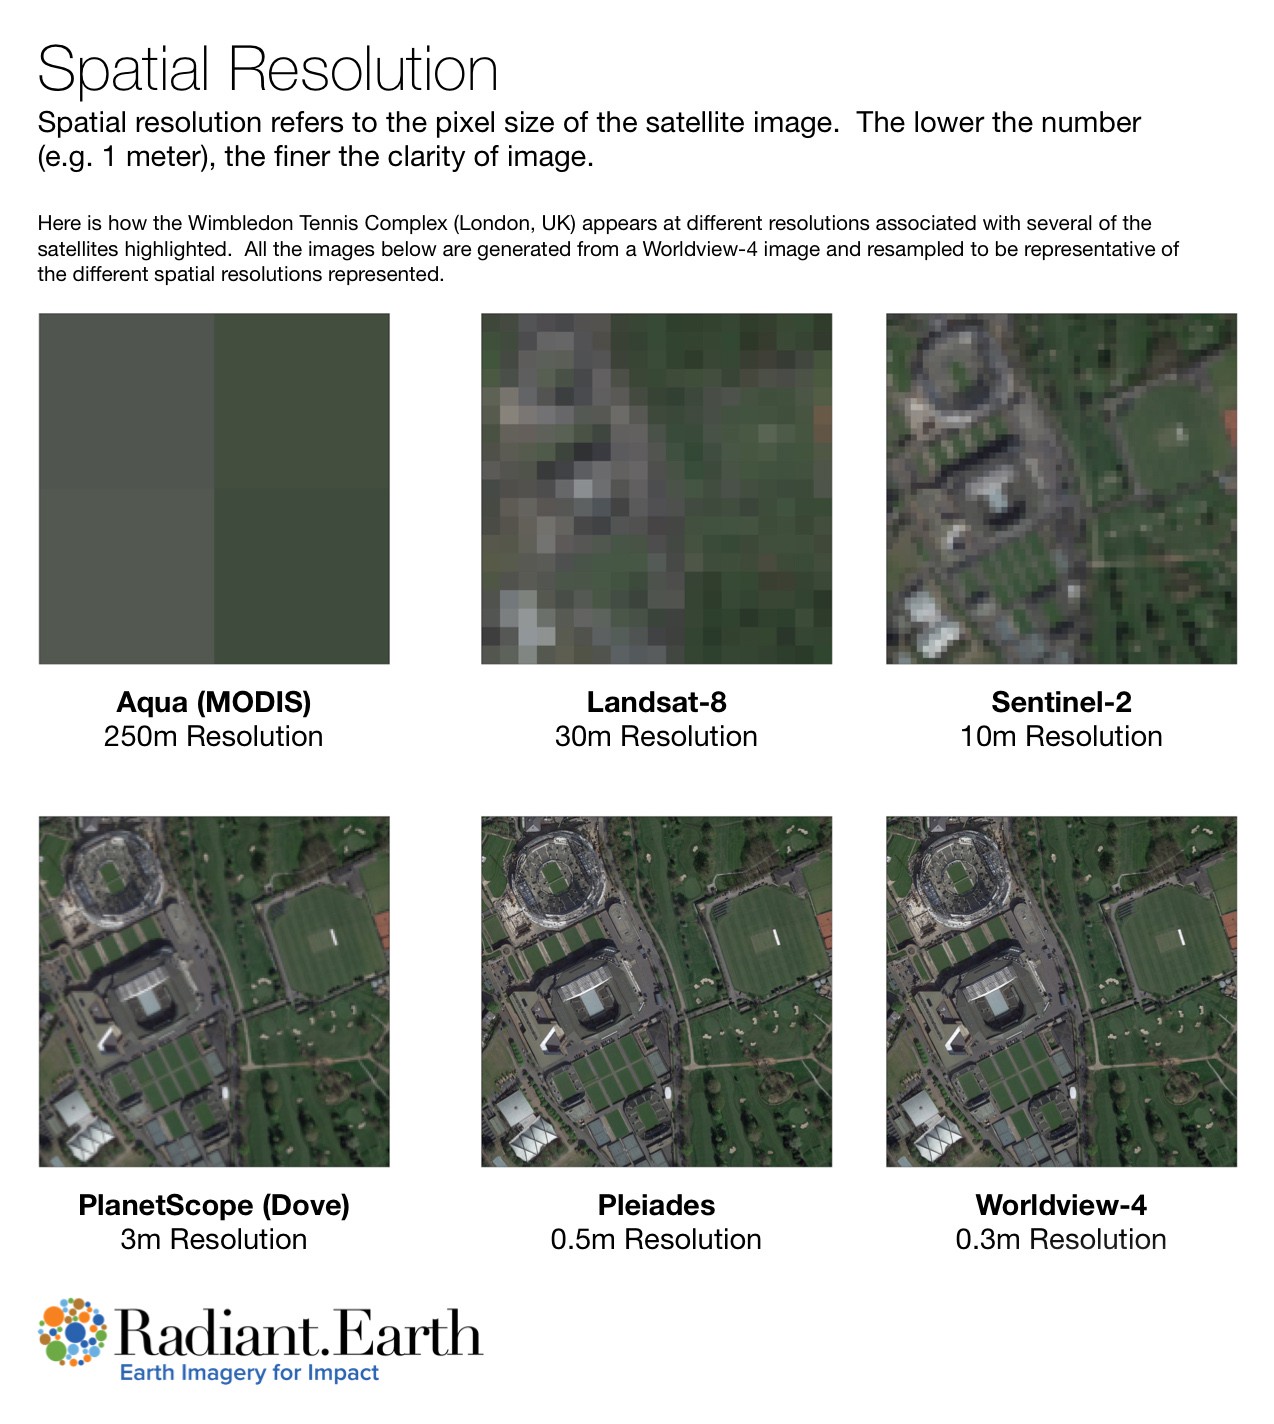 Spatial Resolution
Spatial resolution refers to the pixel size of the satellite image.  The lower the number
(e.g. 1 meter), the finer the clarity of image.
Here is how the Wimbledon Tennis Complex (London, UK) appears at different resolutions associated with several of the
satellites highlighted.  All the images below are generated from a Worldview-4 image and resampled to be representative of
the different spatial resolutions represented.
Aqua (MODIS)
250m Resolution
Landsat-8
30m Resolution
Sentinel-2
10m Resolution
PlanetScope (Dove)
3m Resolution
Pleiades
0.5m Resolution
Worldview-4
0.3m Resolution
Radiant.Earth
Earth Imagery for Impact